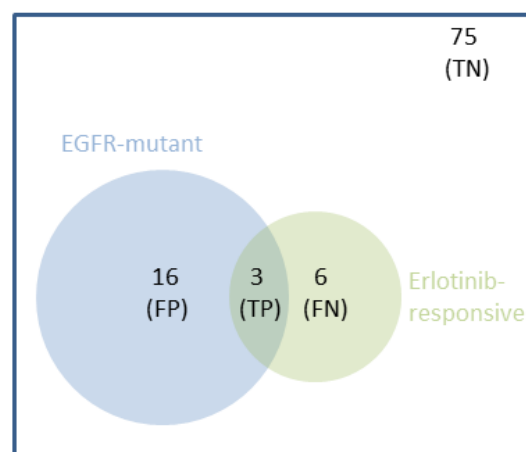 75
(TN)
EGFR-mutant
16
(FP)
3
(TP)
6
(FN)
Erlotinib-
responsive